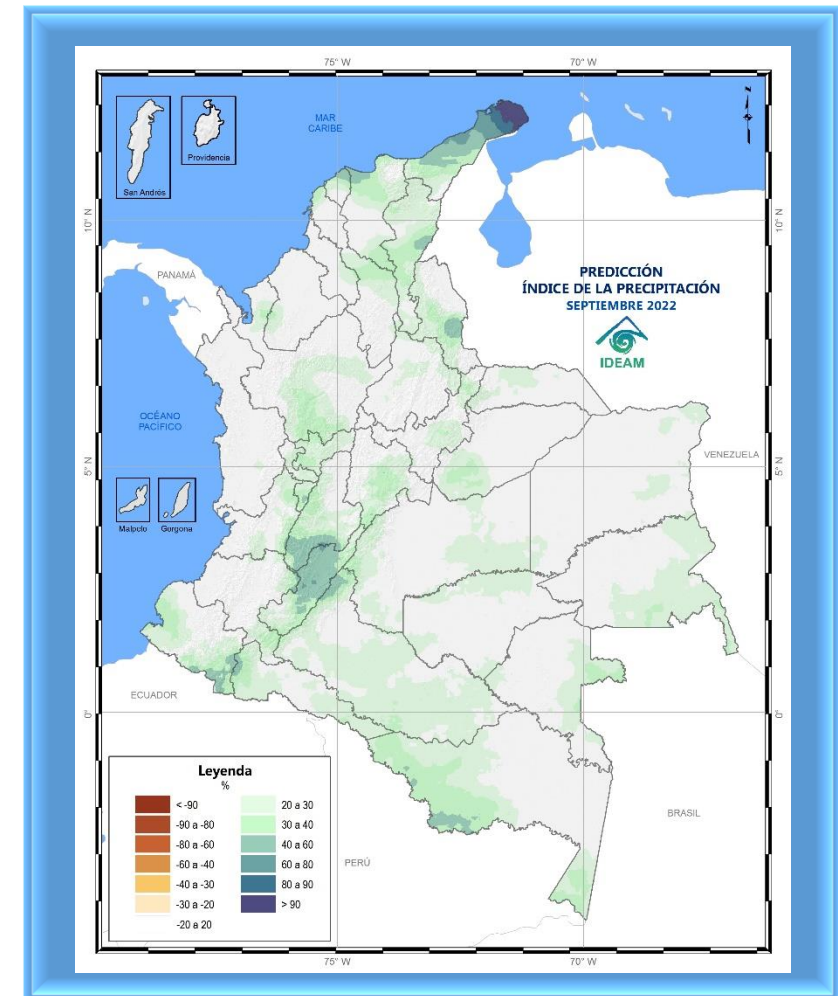 75° W
70° W
MAR
CARIBE
San Andrés
Providencia
N
10° N
10° N
PANAMÁ
PREDICCIÓN
ÍNDICE DE LA PRECIPITACIÓN
SEPTIEMBRE 2022
IDEAM
OCÉANO
PACÍFICO
5° N
5° N
VENEZUELA
Malpelo
Gorgona
ECUADOR
0°
0°
Leyenda
%
< -90
-90 a -80
-80 a -60
-60 a -40
-40 a -30
-30 a -20
-20 a 20
20 a 30
30 a 40
40 a 60
60 a 80
80 a 90
> 90
BRASIL
PERÚ
75° W
70° W